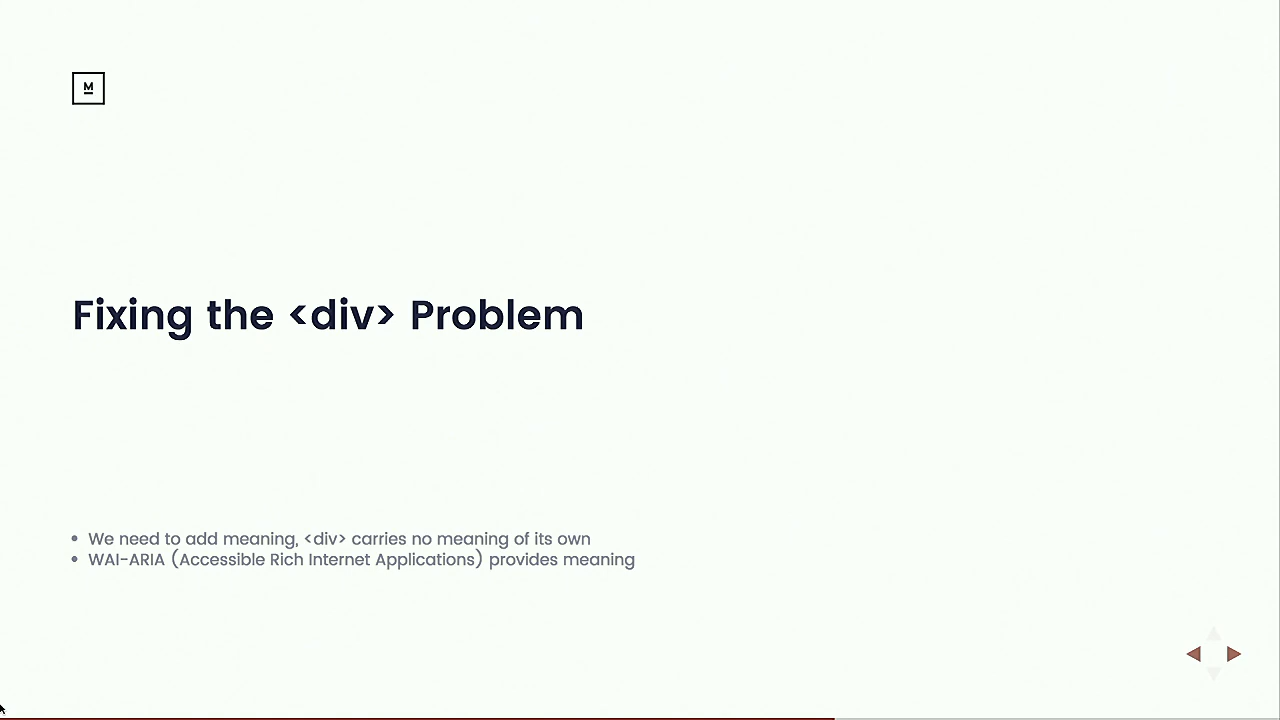 M
Fixing the <div> Problem
• We need to add meaning, <div> carries no meaning of its own
• WAI-ARIA (Accessible Rich Internet Applications) provides meaning